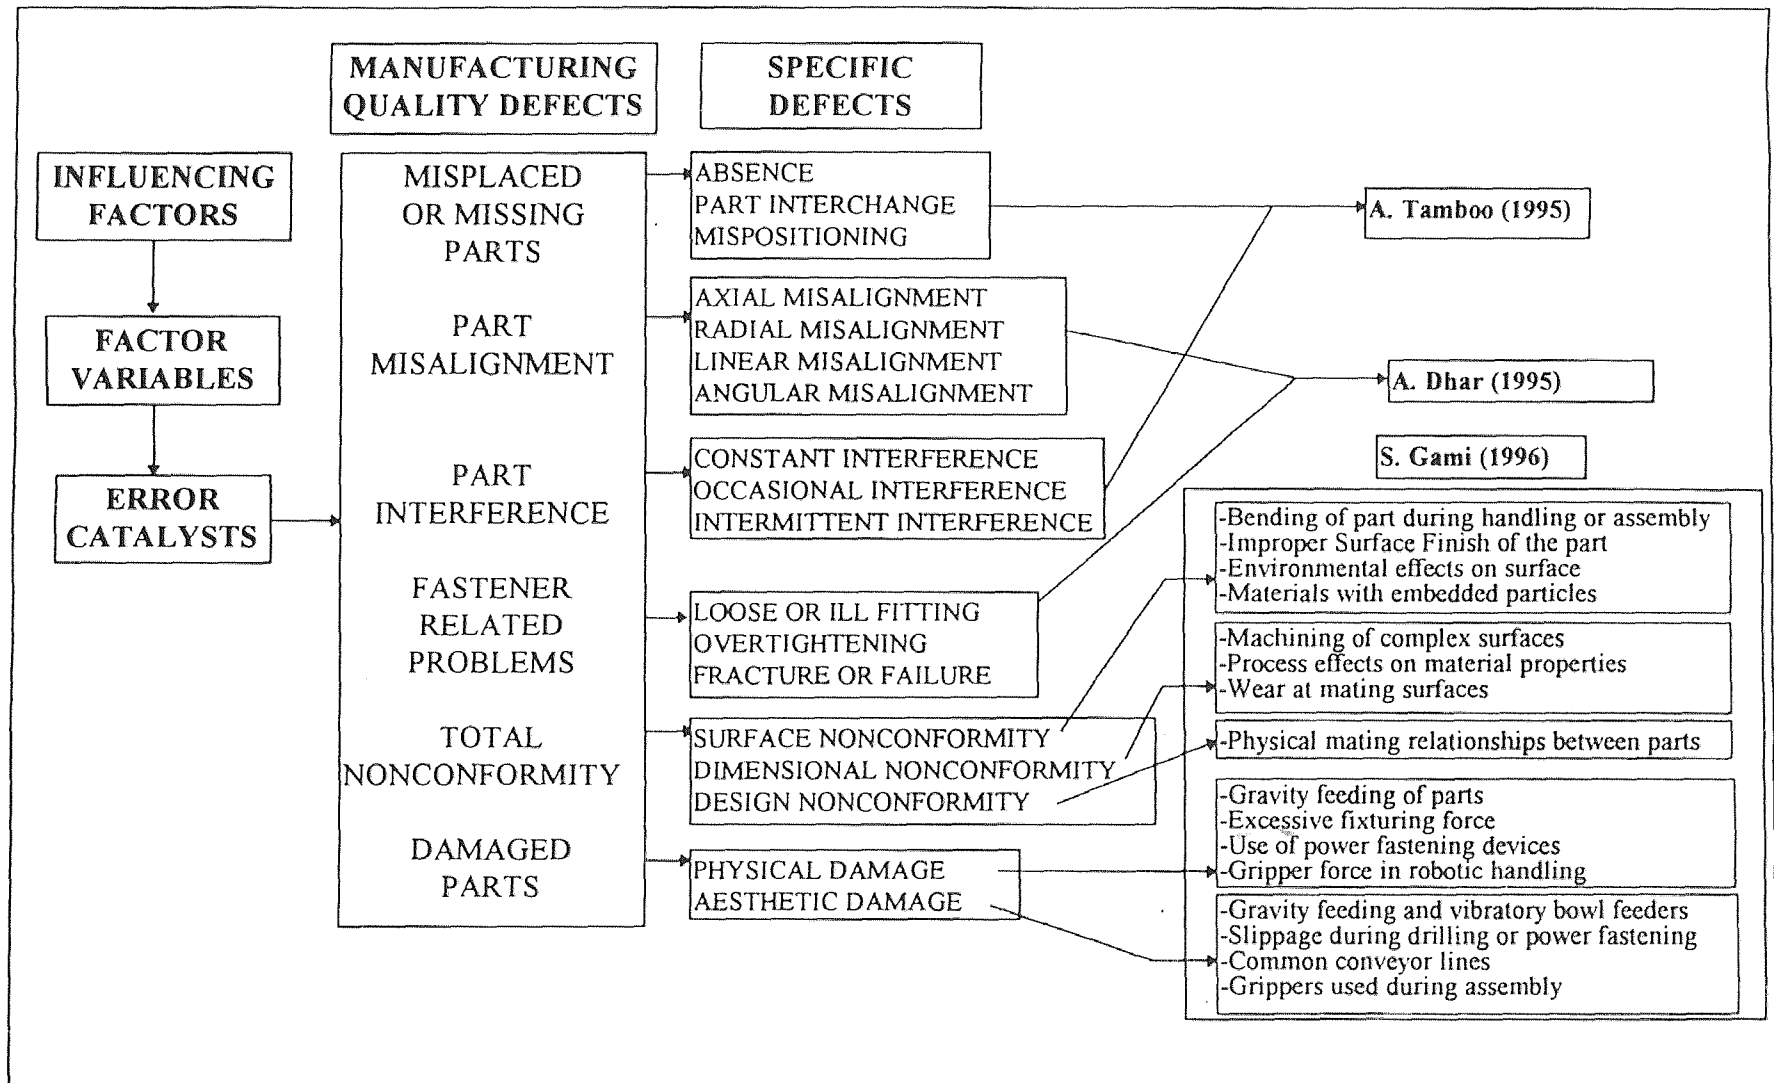 MANUFACTURING
QUALITY DEFECTS
SPECIFIC
DEFECTS
INFLUENCING
FACTORS
FACTOR
VARIABLES
ERROR
CATALYSTS
MISPLACED
OR MISSING
PARTS
PART
MISALIGNMENT
PART
INTERFERENCE
FASTENER
RELATED
PROBLEMS
TOTAL
NONCONFORMITY
DAMAGED
PARTS
ABSENCE
PART INTERCHANGE
MISPOSITIONING
AXIAL MISALIGNMENT
RADIAL MISALIGNMENT
LINEAR MISALIGNMENT
ANGULAR MISALIGNMENT
CONSTANT INTERFERENCE
OCCASIONAL INTERFERENCE
INTERMITTENT INTERFERENCE
LOOSE OR ILL FITTING
OVERTIGHTENING
FRACTURE OR FAILURE
SURFACE NONCONFORMITY
DIMENSIONAL NONCONFORMITY
DESIGN NONCONFORMITY
PHYSICAL DAMAGE
AESTHETIC DAMAGE
A. Tamboo (1995)
A. Dhar (1995)
S. Gami (1996)
-Bending of part during handling or assembly
-Improper Surface Finish of the part
-Environmental effects on surface
-Materials with embedded particles
-Machining of complex surfaces
-Process effects on material properties
-Wear at mating surfaces
-Physical mating relationships between parts
-Gravity feeding of parts
-Excessive fixturing force
-Use of power fastening devices
-Gripper force in robotic handling
-Gravity feeding and vibratory bowl feeders
-Slippage during drilling or power fastening
-Common conveyor lines
-Grippers used during assembly